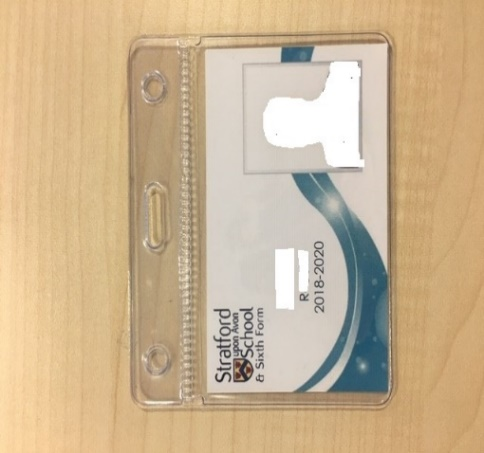 Stratford
upon Avon
School
& Sixth Form
R
2018-2020